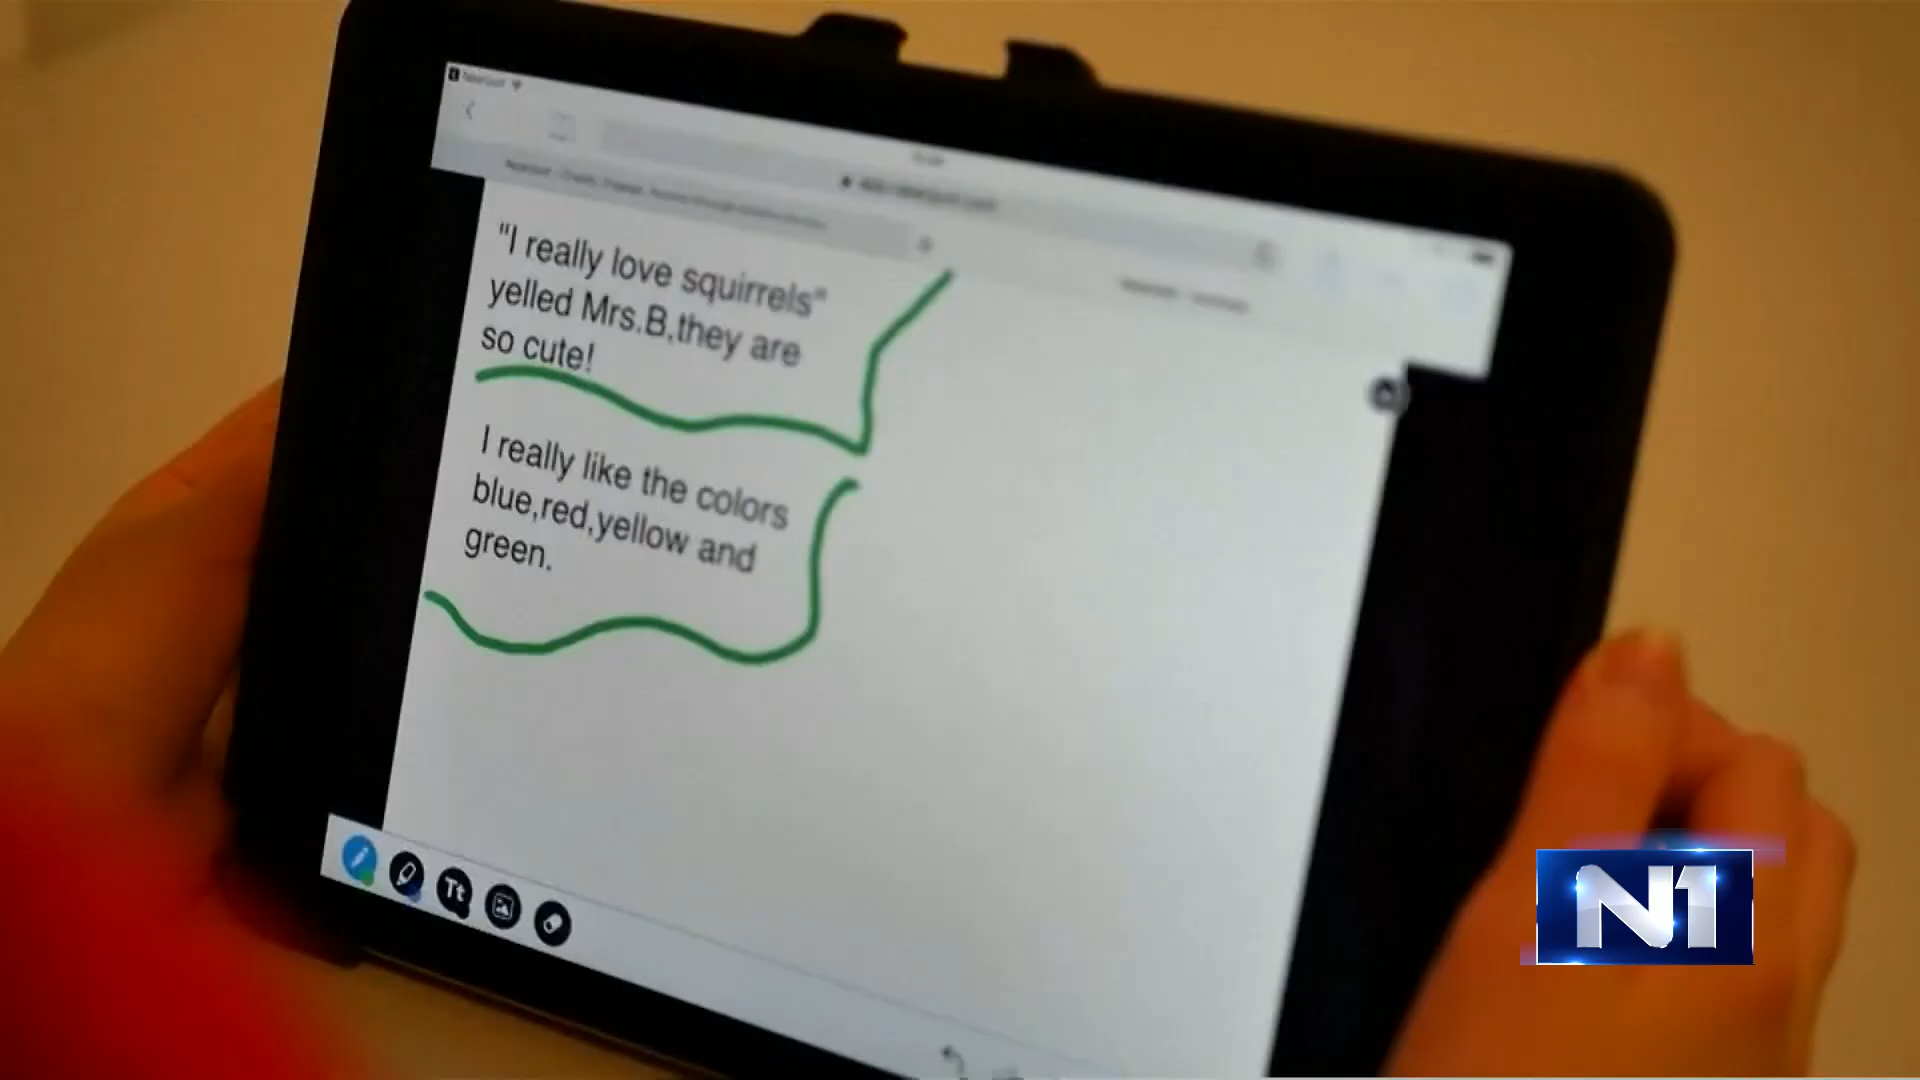 "I really love squirrels"
yelled Mrs.B,they are
so cute!
I really like the colors
blue,red,yellow and
green.
Tt
N1